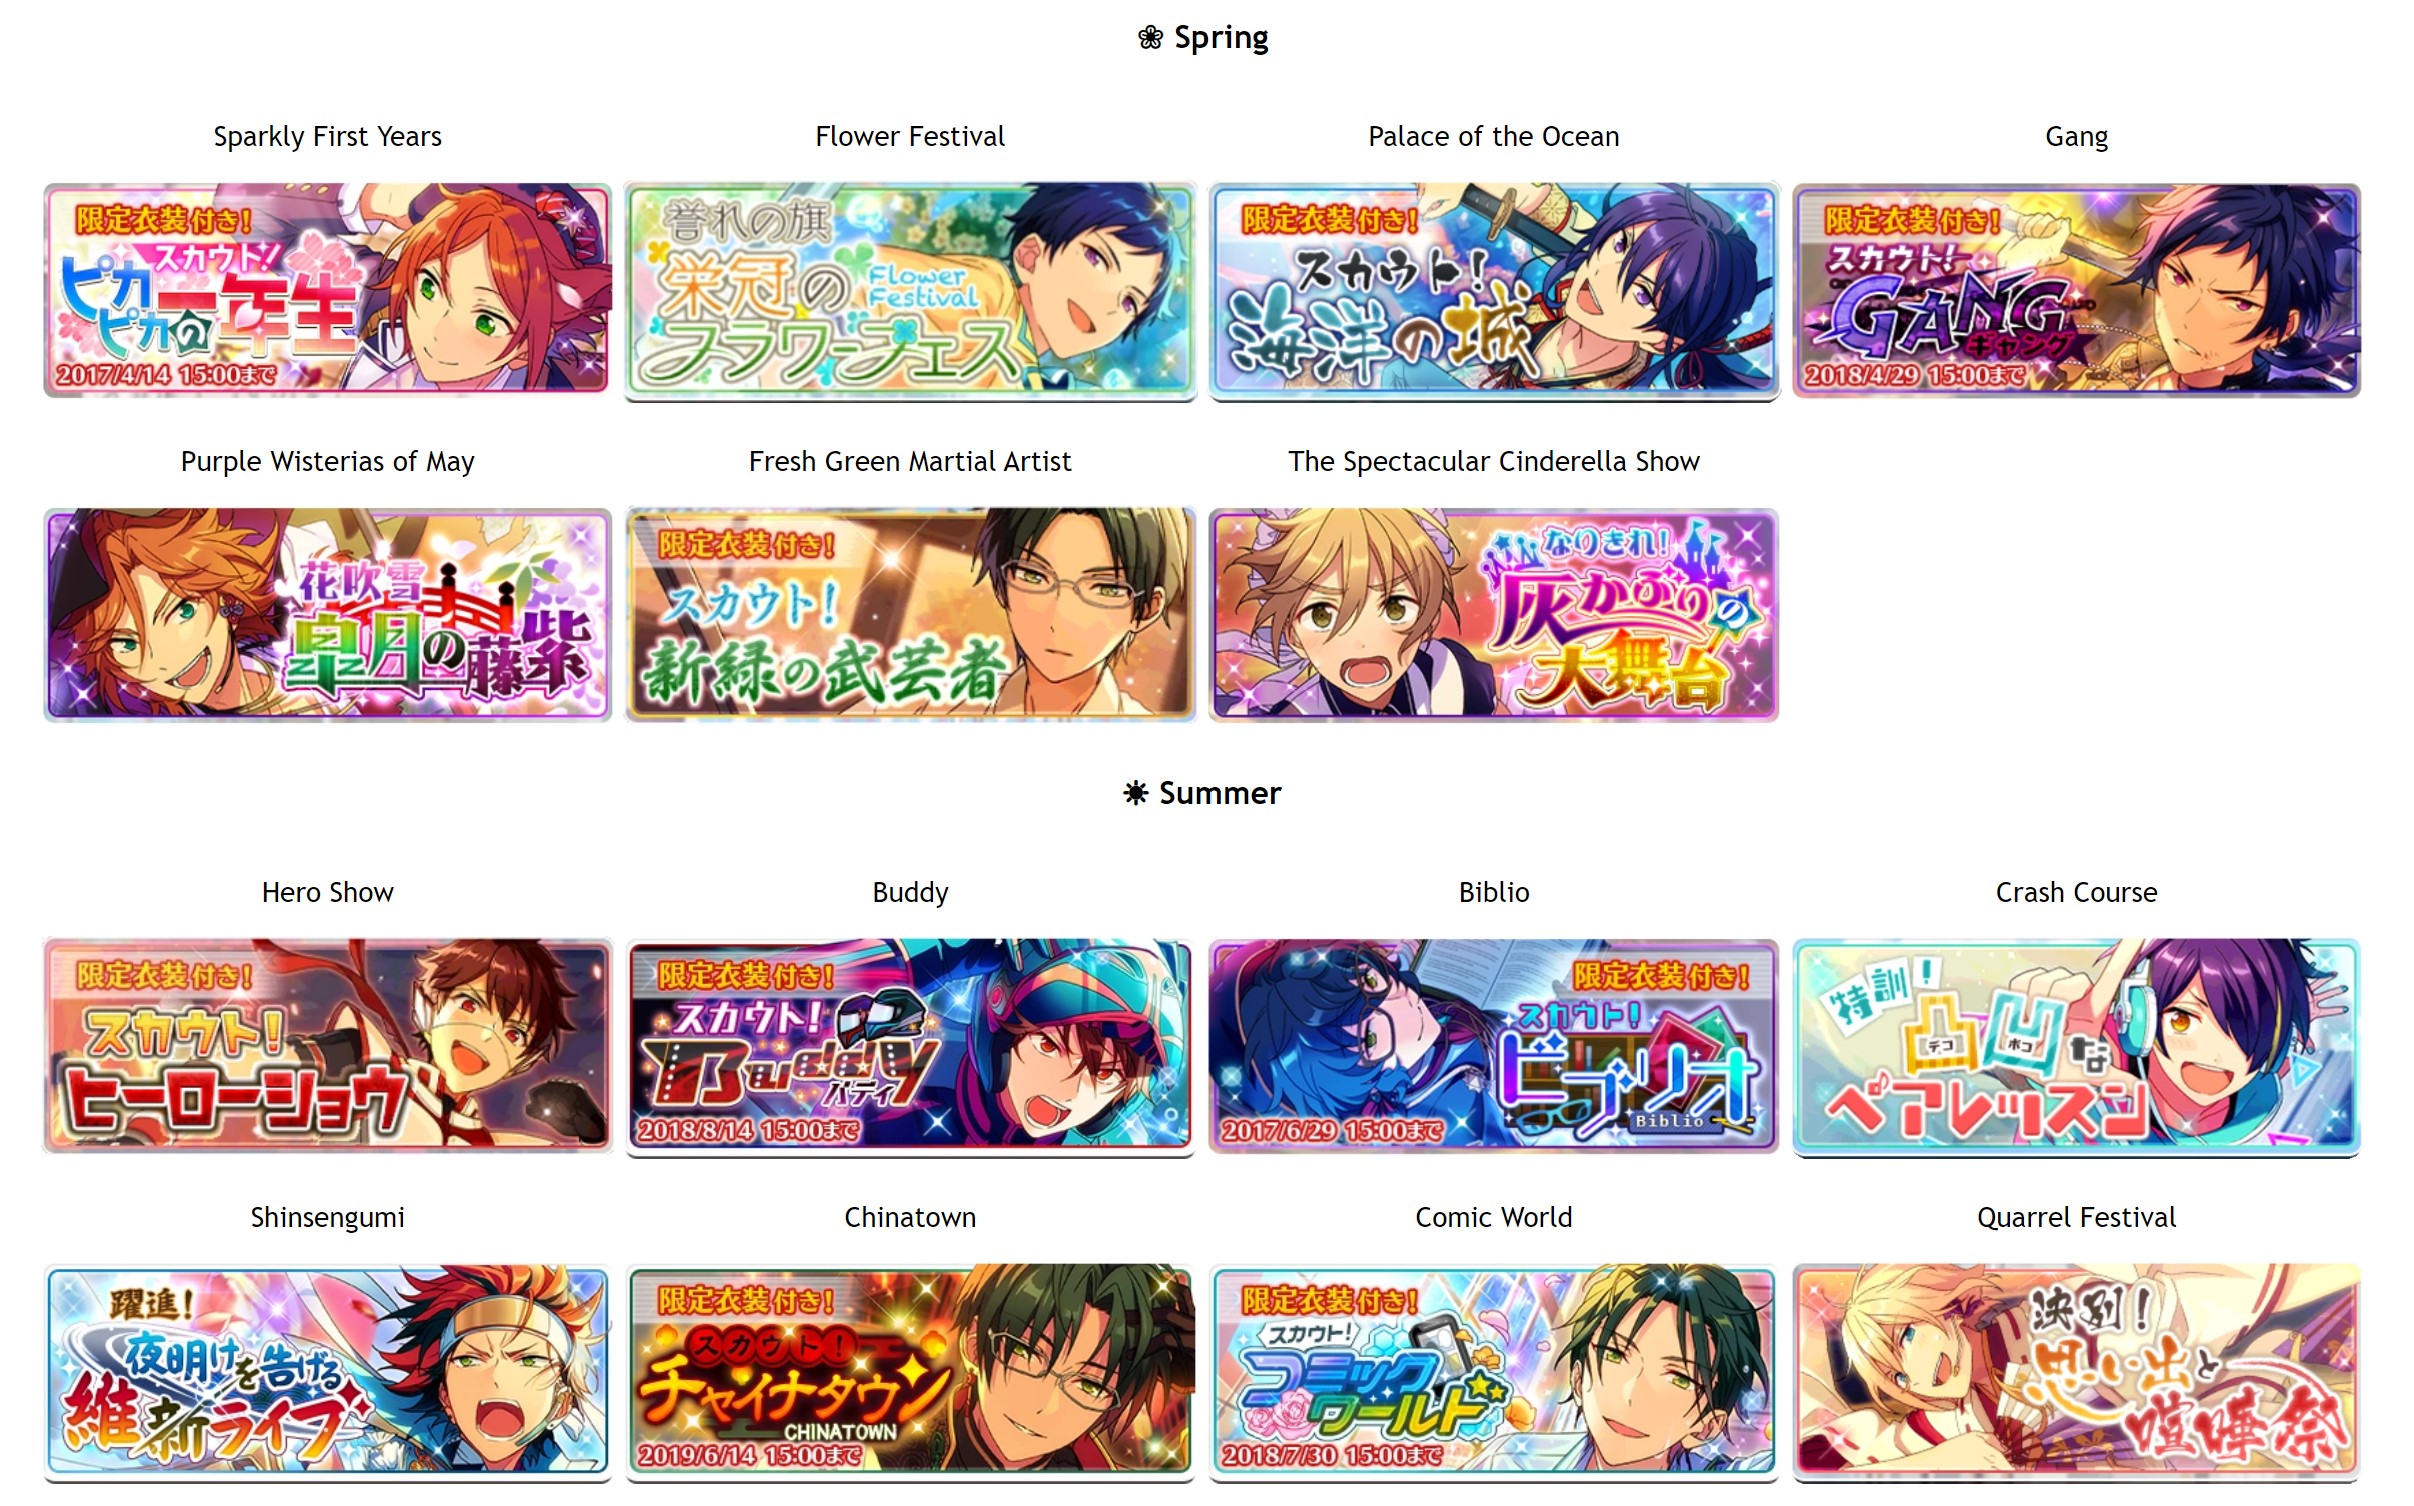 ❀ Spring
Sparkly First Years
Flower Festival
Palace of the Ocean
Gang
限定衣装付き!
スカウト!
ピカピカの一年生
2017/4/14 15:00まで
誉れの旗
栄冠の
Flower
Festival
フラワーフェス
限定衣装付き!
スカウト!
海洋の城
限定衣装付き!
スカウト!
GANG
ギャング
2018/4/29 15:00まで
Purple Wisterias of May
Fresh Green Martial Artist
The Spectacular Cinderella Show
花吹雪
皐月の藤紫
限定衣装付き!
スカウト!
新緑の武芸者
なりきれ!
灰かぶりの
大舞台
☀ Summer
Hero Show
Buddy
Biblio
Crash Course
限定衣装付き!
スカウト!
ヒーローショウ
限定衣装付き!
スカウト!
Buddy
バディ
2018/8/14 15:00まで
限定衣装付き!
スカウト!
ビブリオ
Biblio
2017/6/29 15:00まで
特訓!
凸凹な
デコ ボコ
ペアレッスン
Shinsengumi
Chinatown
Comic World
Quarrel Festival
躍進!
夜明けを告げる
維新ライブ
限定衣装付き!
スカウト!
チャイナタウン
CHINATOWN
2019/6/14 15:00まで
限定衣装付き!
スカウト!
コミック
ワールド
2018/7/30 15:00まで
決別!
思い出と
喧嘩祭